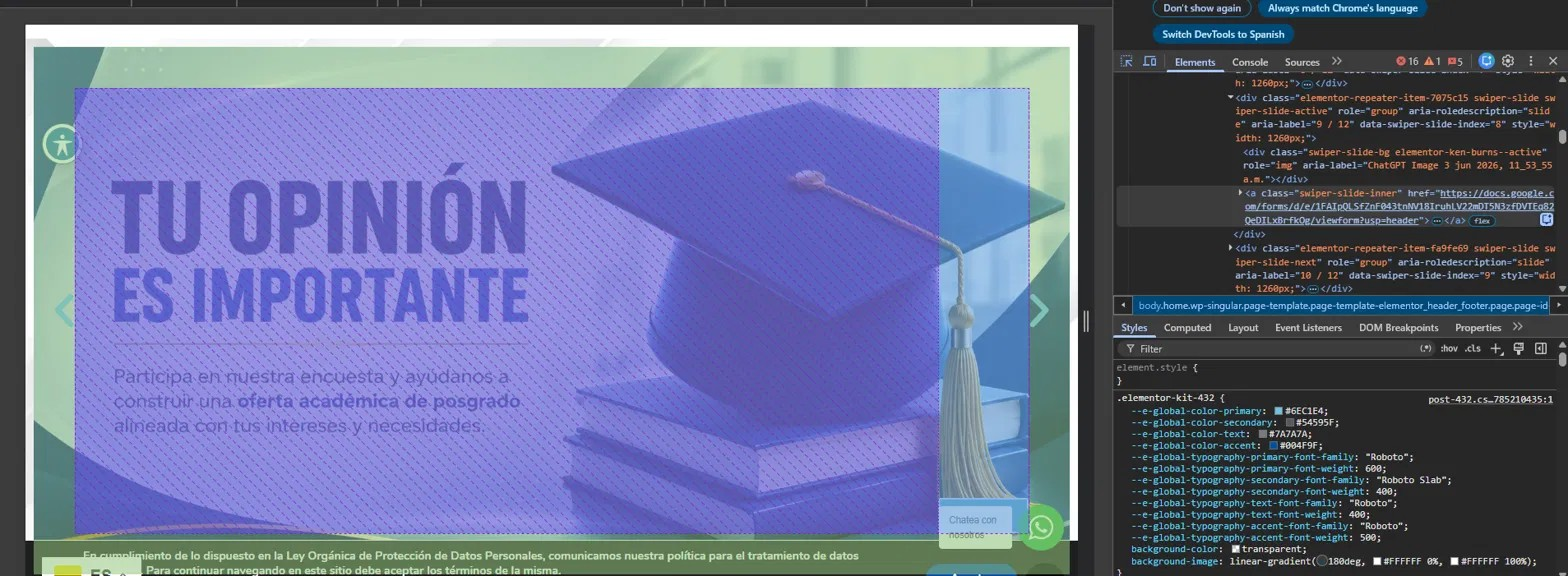 Don't show again
Always match Chrome's language
Switch DevTools to Spanish
Elements
Console
Sources
16
1
5
h: 1260px;">
</div>
<div class="elementor-repeater-item-7075c15 swiper-slide sw
iper-slide-active" role="group" aria-roledescription="slid
e" aria-label="9 / 12" data-swiper-slide-index="8" style="w
idth: 1260px;">
<div class="swiper-slide-bg elementor-ken-burns--active"
role="img" aria-label="ChatGPT Image 3 jun 2026, 11_53_55
a.m."></div>
<a class="swiper-slide-inner" href="https://docs.google.c
</a>
flex
</div>
<div class="elementor-repeater-item-fa9fe69 swiper-slide sw
iper-slide-next" role="group" aria-roledescription="slide"
aria-label="10 / 12" data-swiper-slide-index="9" style="wid
th: 1260px;">
</div>
body.home.wp-singular.page-template.page-template-elementor_header_footer.page.page-id-
Styles
Computed
Layout
Event Listeners
DOM Breakpoints
Properties
Filter
(.*)
:hov
.cls
element.style {
}
.elementor-kit-432 {
post-432.cs…785210435:1
--e-global-color-primary: #6EC1E4;
--e-global-color-secondary: #54595F;
--e-global-color-text: #7A7A7A;
--e-global-color-accent: #004F9F;
--e-global-typography-primary-font-family: "Roboto";
--e-global-typography-primary-font-weight: 600;
--e-global-typography-secondary-font-family: "Roboto Slab";
--e-global-typography-secondary-font-weight: 400;
--e-global-typography-text-font-family: "Roboto";
--e-global-typography-text-font-weight: 400;
--e-global-typography-accent-font-family: "Roboto";
--e-global-typography-accent-font-weight: 500;
background-color: transparent;
background-image: linear-gradient(180deg, #FFFFFF 0%, #FFFFFF 100%);
}
TU OPINIÓN
ES IMPORTANTE
Participa en nuestra encuesta y ayúdanos a
construir una oferta académica de posgrado
alineada con tus intereses y necesidades.
Chatea con
nosotros
En cumplimiento de lo dispuesto en la Ley Orgánica de Protección de Datos Personales, comunicamos nuestra política para el tratamiento de datos
. Para continuar navegando en este sitio debe aceptar los términos de la misma.
ES